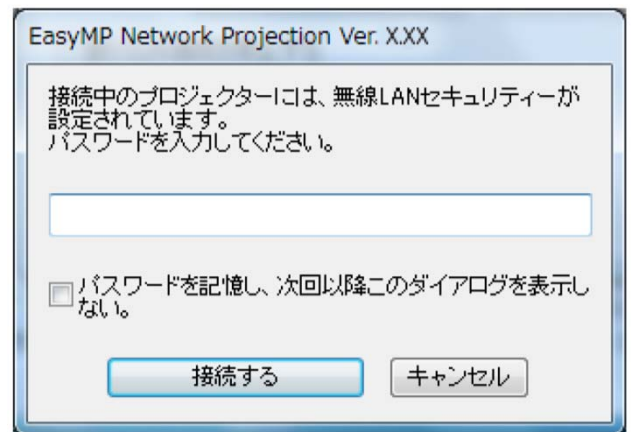 EasyMP Network Projection Ver. X.XX
接続中のプロジェクターには、無線LANセキュリティーが
設定されています。
パスワードを入力してください。
パスワードを記憶し、次回以降このダイアログを表示し
ない。
接続する
キャンセル